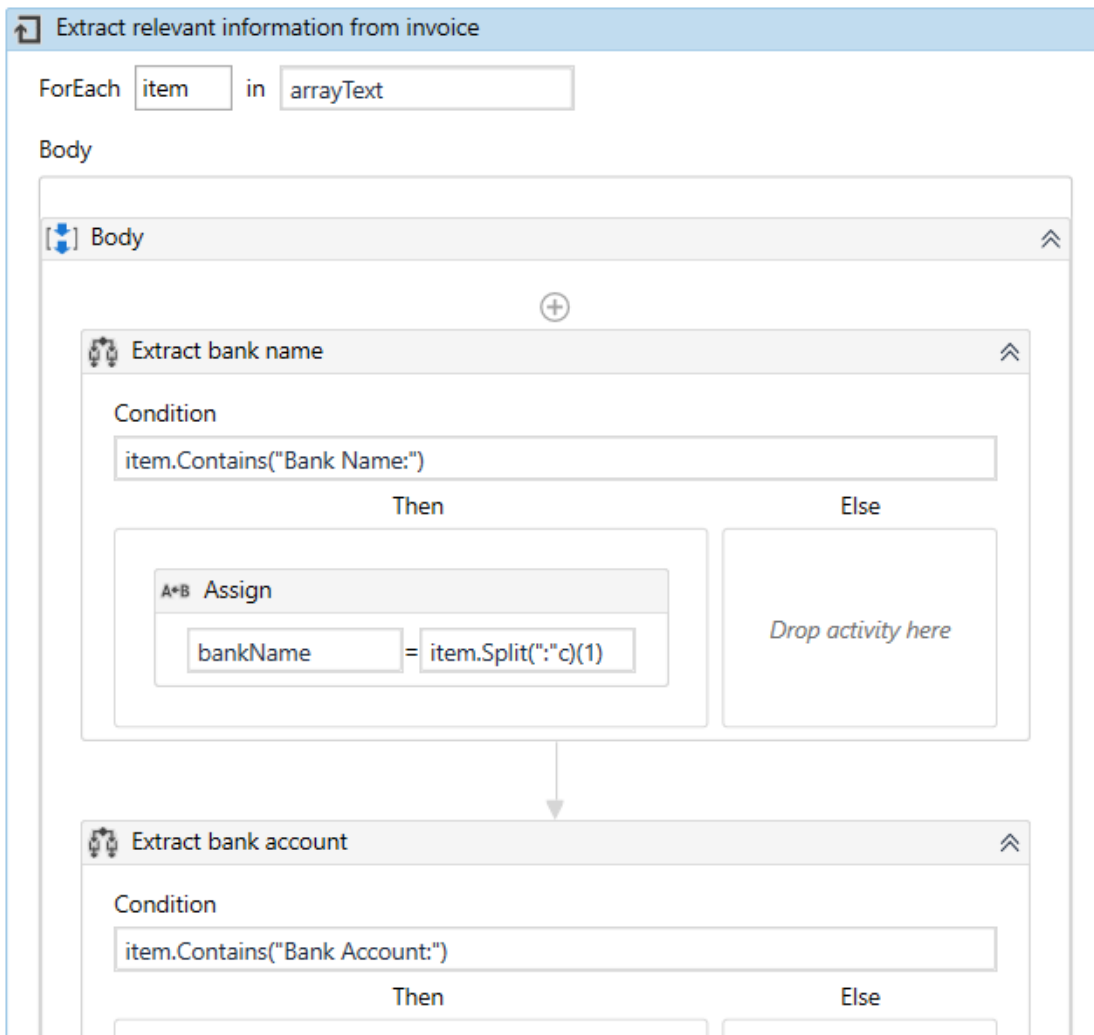 Extract relevant information from invoice
ForEach item in arrayText
Body
Body
Extract bank name
Condition
item.Contains("Bank Name:")
Then Else
A←B Assign
bankName = item.Split(":"c)(1)
Drop activity here
Extract bank account
Condition
item.Contains("Bank Account:")
Then Else